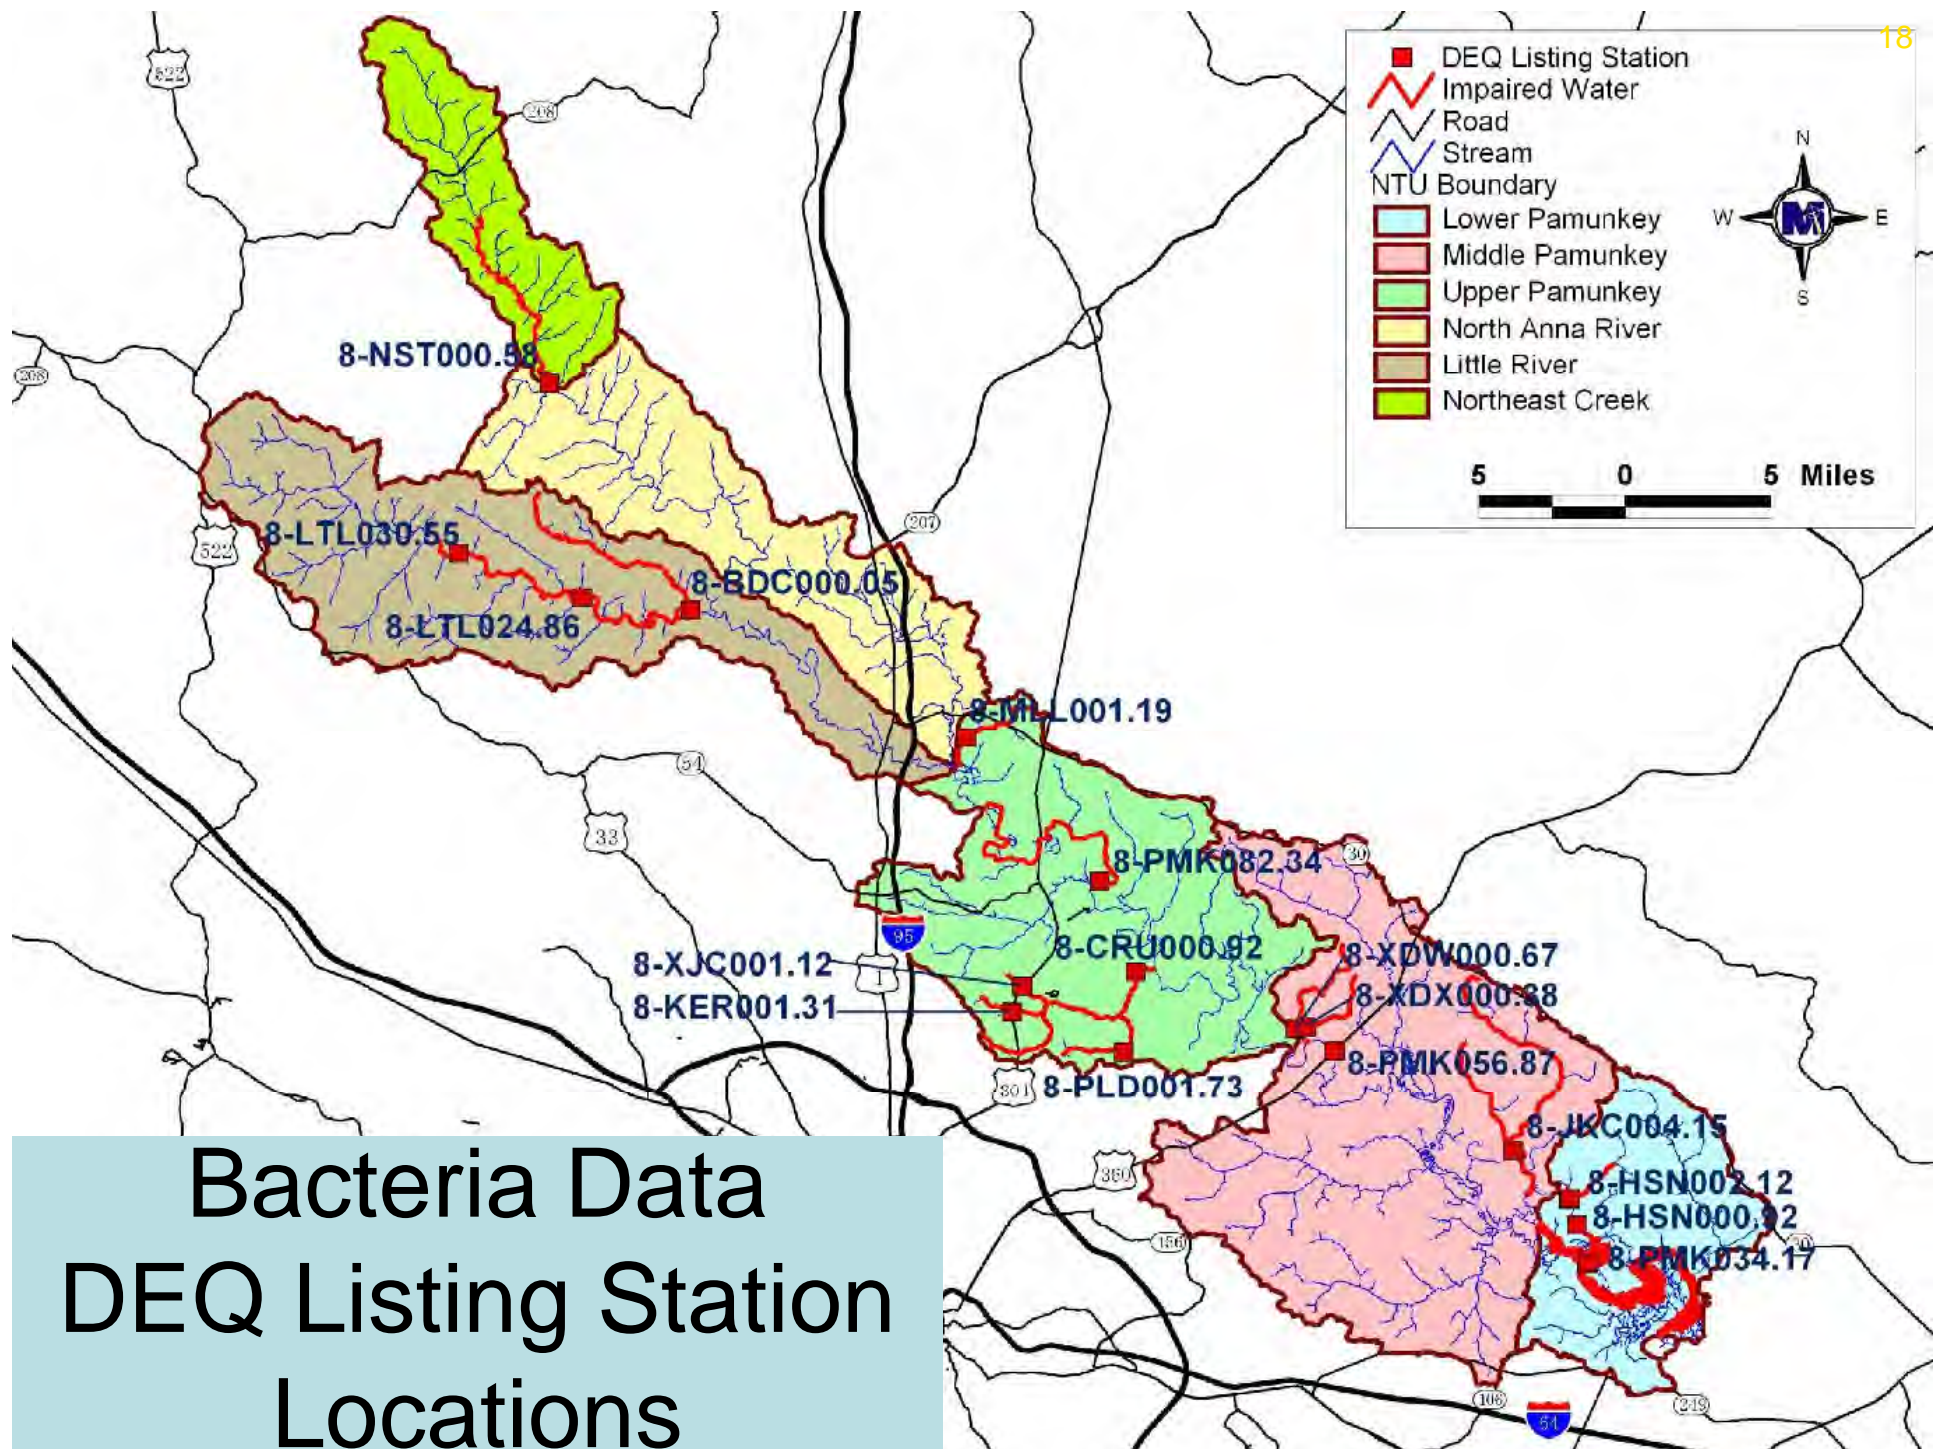 18
DEQ Listing Station
Impaired Water
Road
Stream
NTU Boundary
Lower Pamunkey
Middle Pamunkey
Upper Pamunkey
North Anna River
Little River
Northeast Creek
N
W
M
E
S
5 0 5 Miles
522
208
8-NST000.58
208
207
522
8-LTL030.55
8-BDC000.05
8-LTL024.86
8-MLL001.19
54
33
30
8-PMK082.34
95
8-CRU000.92
8-XJC001.12
1
8-XDW000.67
8-KER001.31
8-XDX000.38
8-PMK056.87
301
8-PLD001.73
8-JKC004.15
360
8-HSN002.12
8-HSN000.92
156
30
8-PMK034.17
106
249
64
Bacteria Data
DEQ Listing Station
Locations